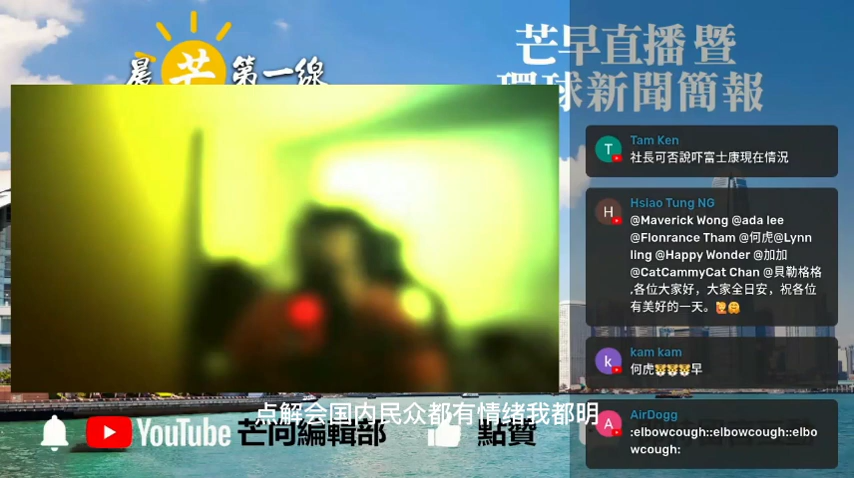 晨芒第一線
芒早直播暨
環球新聞簡報
Tam Ken
社長可否說吓富士康現在情況
Hsiao Tung NG
@Maverick Wong @ada lee
@Flonrance Tham @何虎@Lynn
ling @Happy Wonder @加加
@CatCammyCat Chan @貝勒格格
,各位大家好，大家全日安，祝各位
有美好的一天。
kam kam
何虎🐯🐯🐯早
AirDogg
:elbowcough::elbowcough::elbo
wcough:
点解会国内民众都有情绪我都明
YouTube 芒向編輯部 點贊